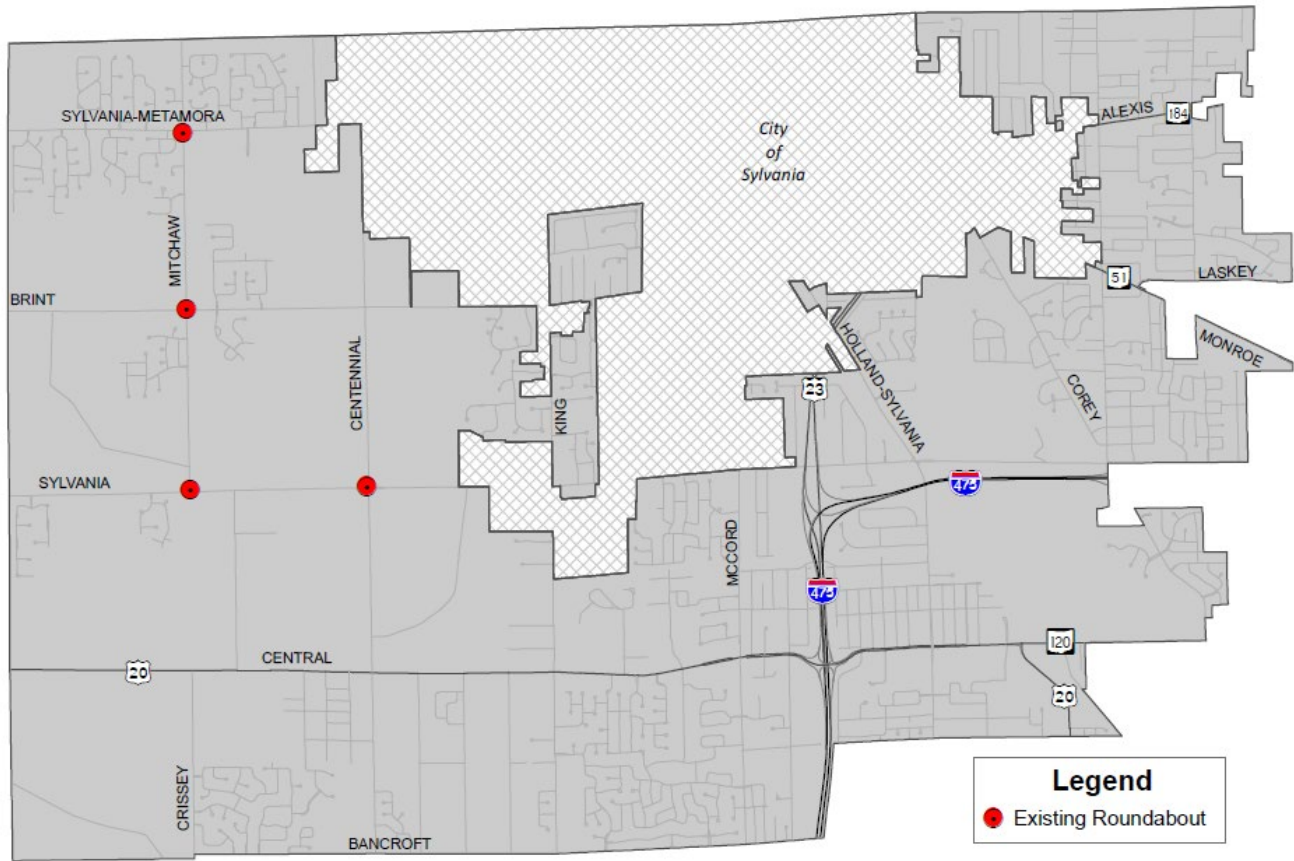 SYLVANIA-METAMORA
ALEXIS
184
City
of
Sylvania
MITCHAW
BRINT
51
LASKEY
MONROE
HOLLAND-SYLVANIA
CENTENNIAL
KING
23
COREY
SYLVANIA
475
MCCORD
475
120
CENTRAL
20
20
CRISSEY
BANCROFT
Legend
Existing Roundabout